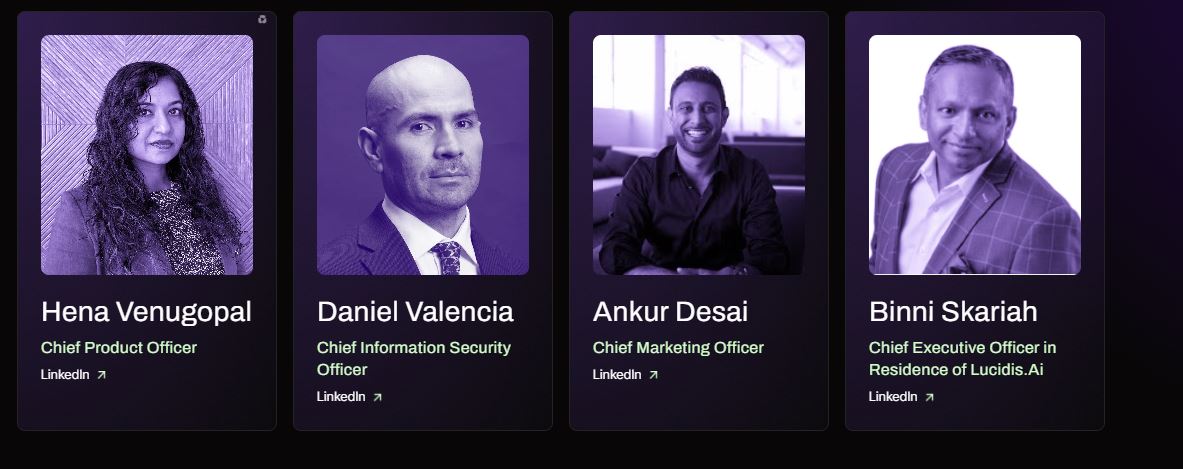 Hena Venugopal
Chief Product Officer
LinkedIn
Daniel Valencia
Chief Information Security
Officer
LinkedIn
Ankur Desai
Chief Marketing Officer
LinkedIn
Binni Skariah
Chief Executive Officer in
Residence of Lucidis.Ai
LinkedIn